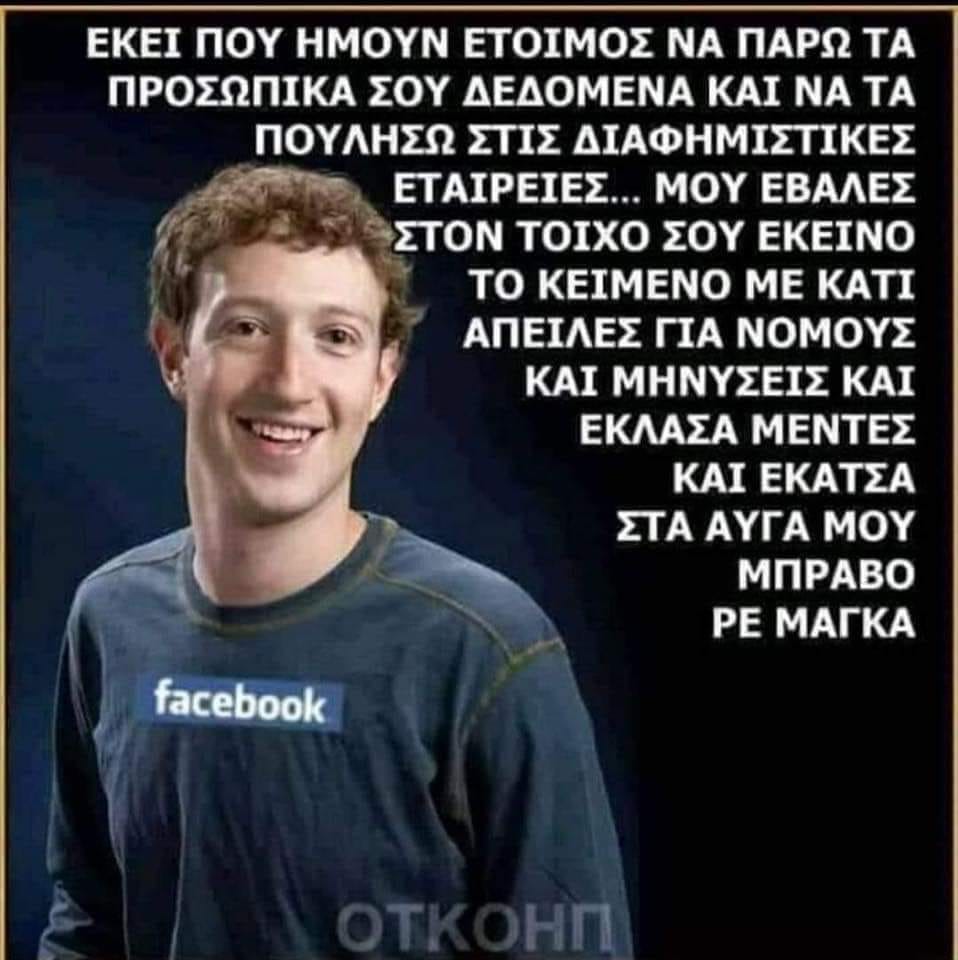 ΕΚΕΙ ΠΟΥ ΗΜΟΥΝ ΕΤΟΙΜΟΣ ΝΑ ΠΑΡΩ ΤΑ
ΠΡΟΣΩΠΙΚΑ ΣΟΥ ΔΕΔΟΜΕΝΑ ΚΑΙ ΝΑ ΤΑ
ΠΟΥΛΗΣΩ ΣΤΙΣ ΔΙΑΦΗΜΙΣΤΙΚΕΣ
ΕΤΑΙΡΕΙΕΣ... ΜΟΥ ΕΒΑΛΕΣ
ΣΤΟΝ ΤΟΙΧΟ ΣΟΥ ΕΚΕΙΝΟ
ΤΟ ΚΕΙΜΕΝΟ ΜΕ ΚΑΤΙ
ΑΠΕΙΛΕΣ ΓΙΑ ΝΟΜΟΥΣ
ΚΑΙ ΜΗΝΥΣΕΙΣ ΚΑΙ
ΕΚΛΑΣΑ ΜΕΝΤΕΣ
ΚΑΙ ΕΚΑΤΣΑ
ΣΤΑ ΑΥΓΑ ΜΟΥ
ΜΠΡΑΒΟ
ΡΕ ΜΑΓΚΑ
facebook
ΟΤΚΟΗΠ